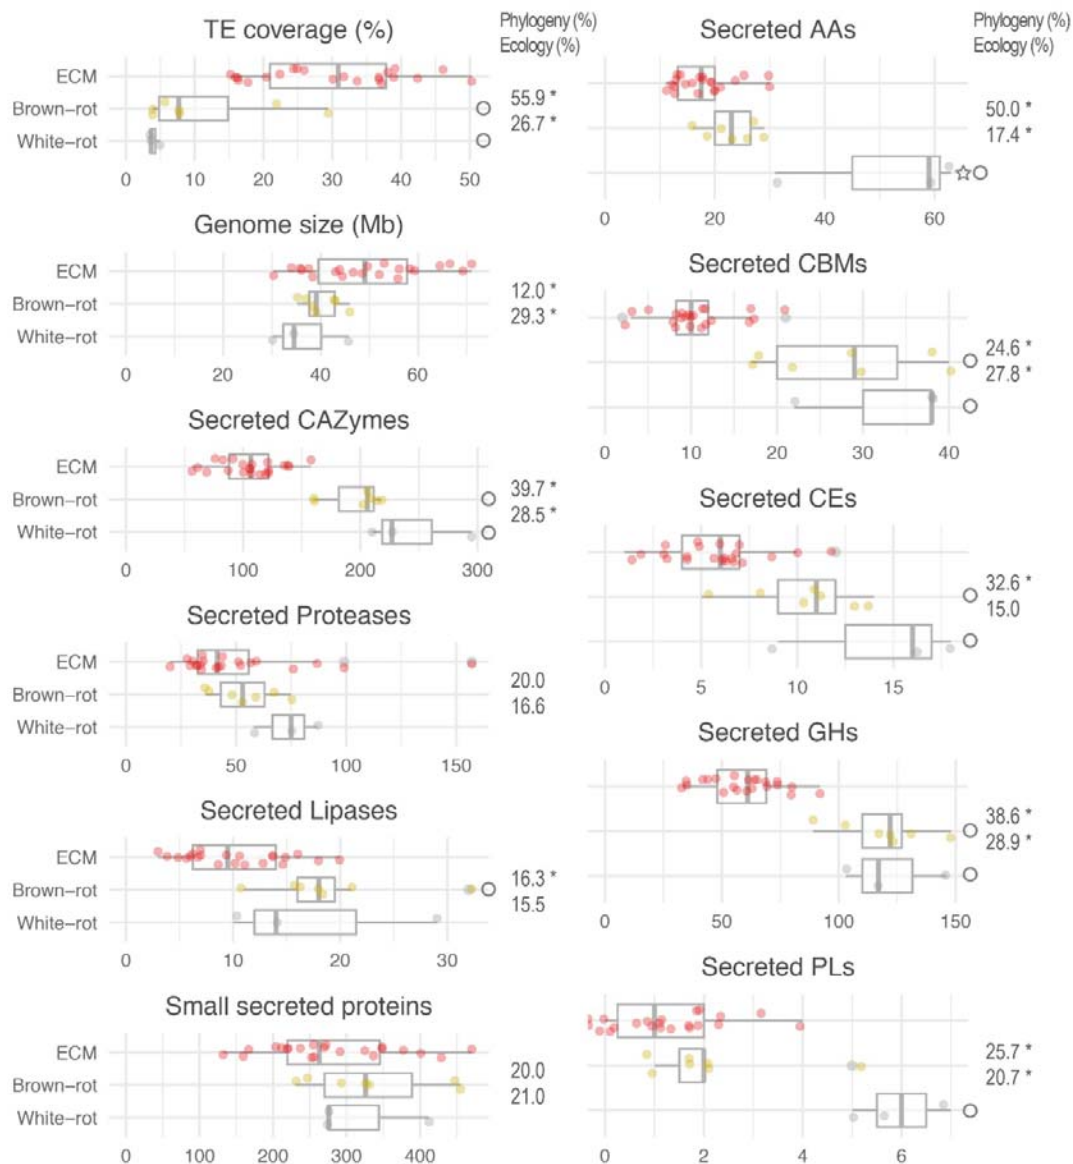 TE coverage (%)
Phylogeny (%)
Ecology (%)
ECM
Brown-rot
White-rot
55.9 *
26.7 *
0 10 20 30 40 50
Genome size (Mb)
ECM
Brown-rot
White-rot
12.0 *
29.3 *
0 20 40 60
Secreted CAZymes
ECM
Brown-rot
White-rot
39.7 *
28.5 *
0 100 200 300
Secreted Proteases
ECM
Brown-rot
White-rot
20.0
16.6
0 50 100 150
Secreted Lipases
ECM
Brown-rot
White-rot
16.3 *
15.5
0 10 20 30
Small secreted proteins
ECM
Brown-rot
White-rot
20.0
21.0
0 100 200 300 400
Secreted AAs
Phylogeny (%)
Ecology (%)
50.0 *
17.4 *
0 20 40 60
Secreted CBMs
24.6 *
27.8 *
0 10 20 30 40
Secreted CEs
32.6 *
15.0
0 5 10 15
Secreted GHs
38.6 *
28.9 *
0 50 100 150
Secreted PLs
25.7 *
20.7 *
0 2 4 6